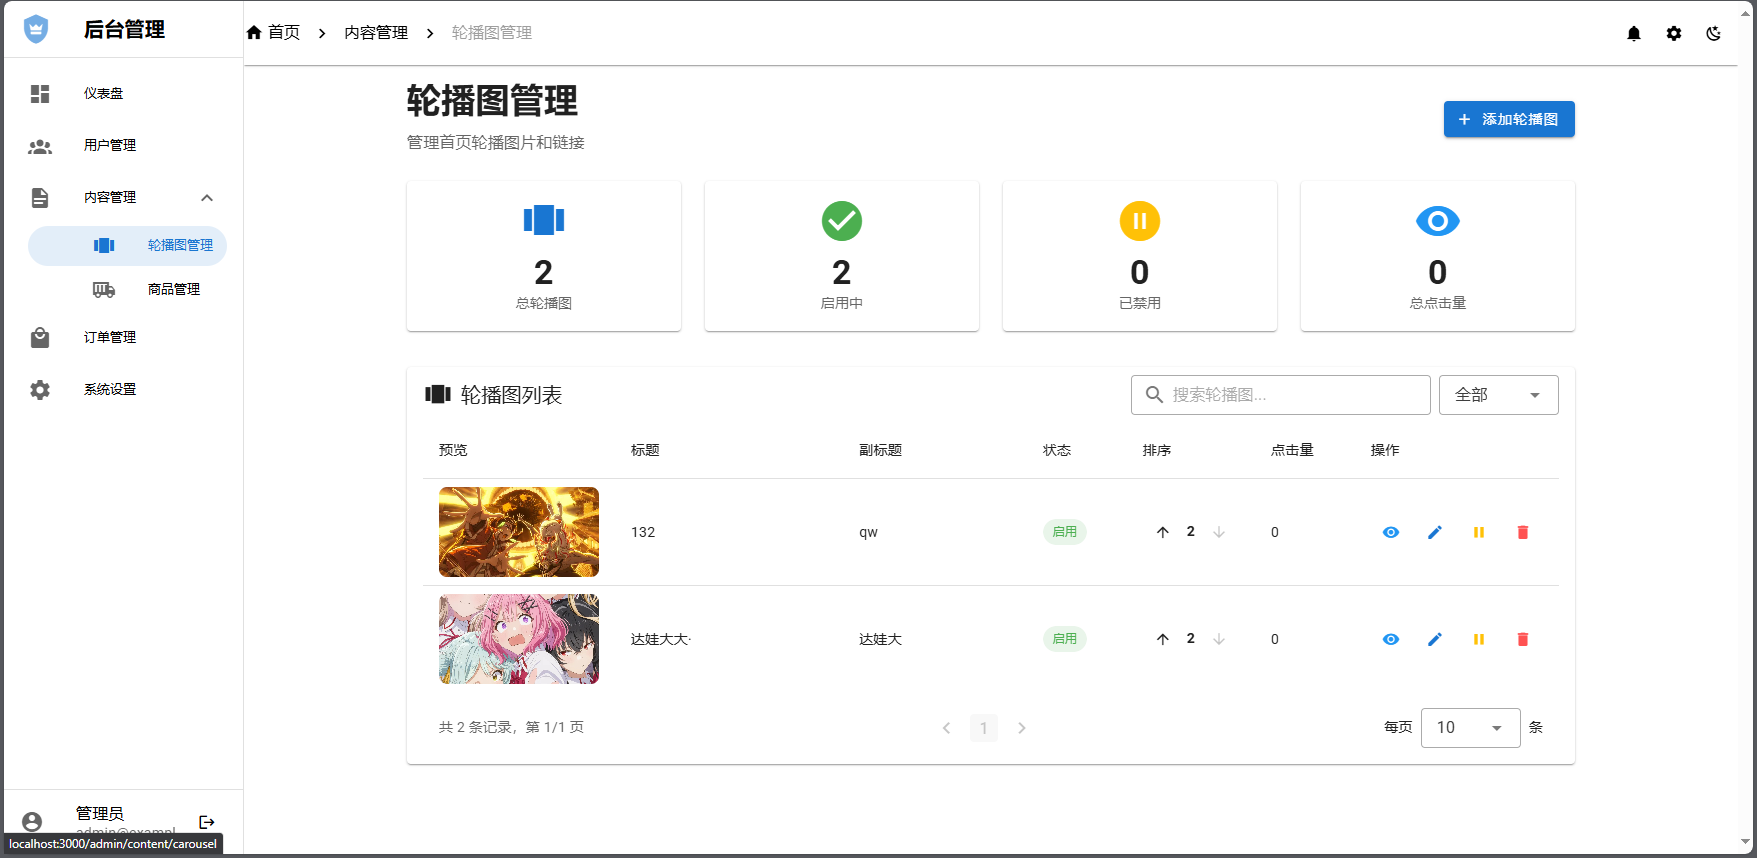 后台管理
首页 内容管理 轮播图管理
仪表盘
用户管理
内容管理
轮播图管理
商品管理
订单管理
系统设置
管理员
localhost:3000/admin/content/carousel
轮播图管理
管理首页轮播图片和链接
+ 添加轮播图
2
总轮播图
2
启用中
0
已禁用
0
总点击量
轮播图列表
搜索轮播图...
全部
预览 标题 副标题 状态 排序 点击量 操作
132 qw 启用 2 0
达娃大大· 达娃大 启用 2 0
共 2 条记录，第 1/1 页
1
每页 10 条